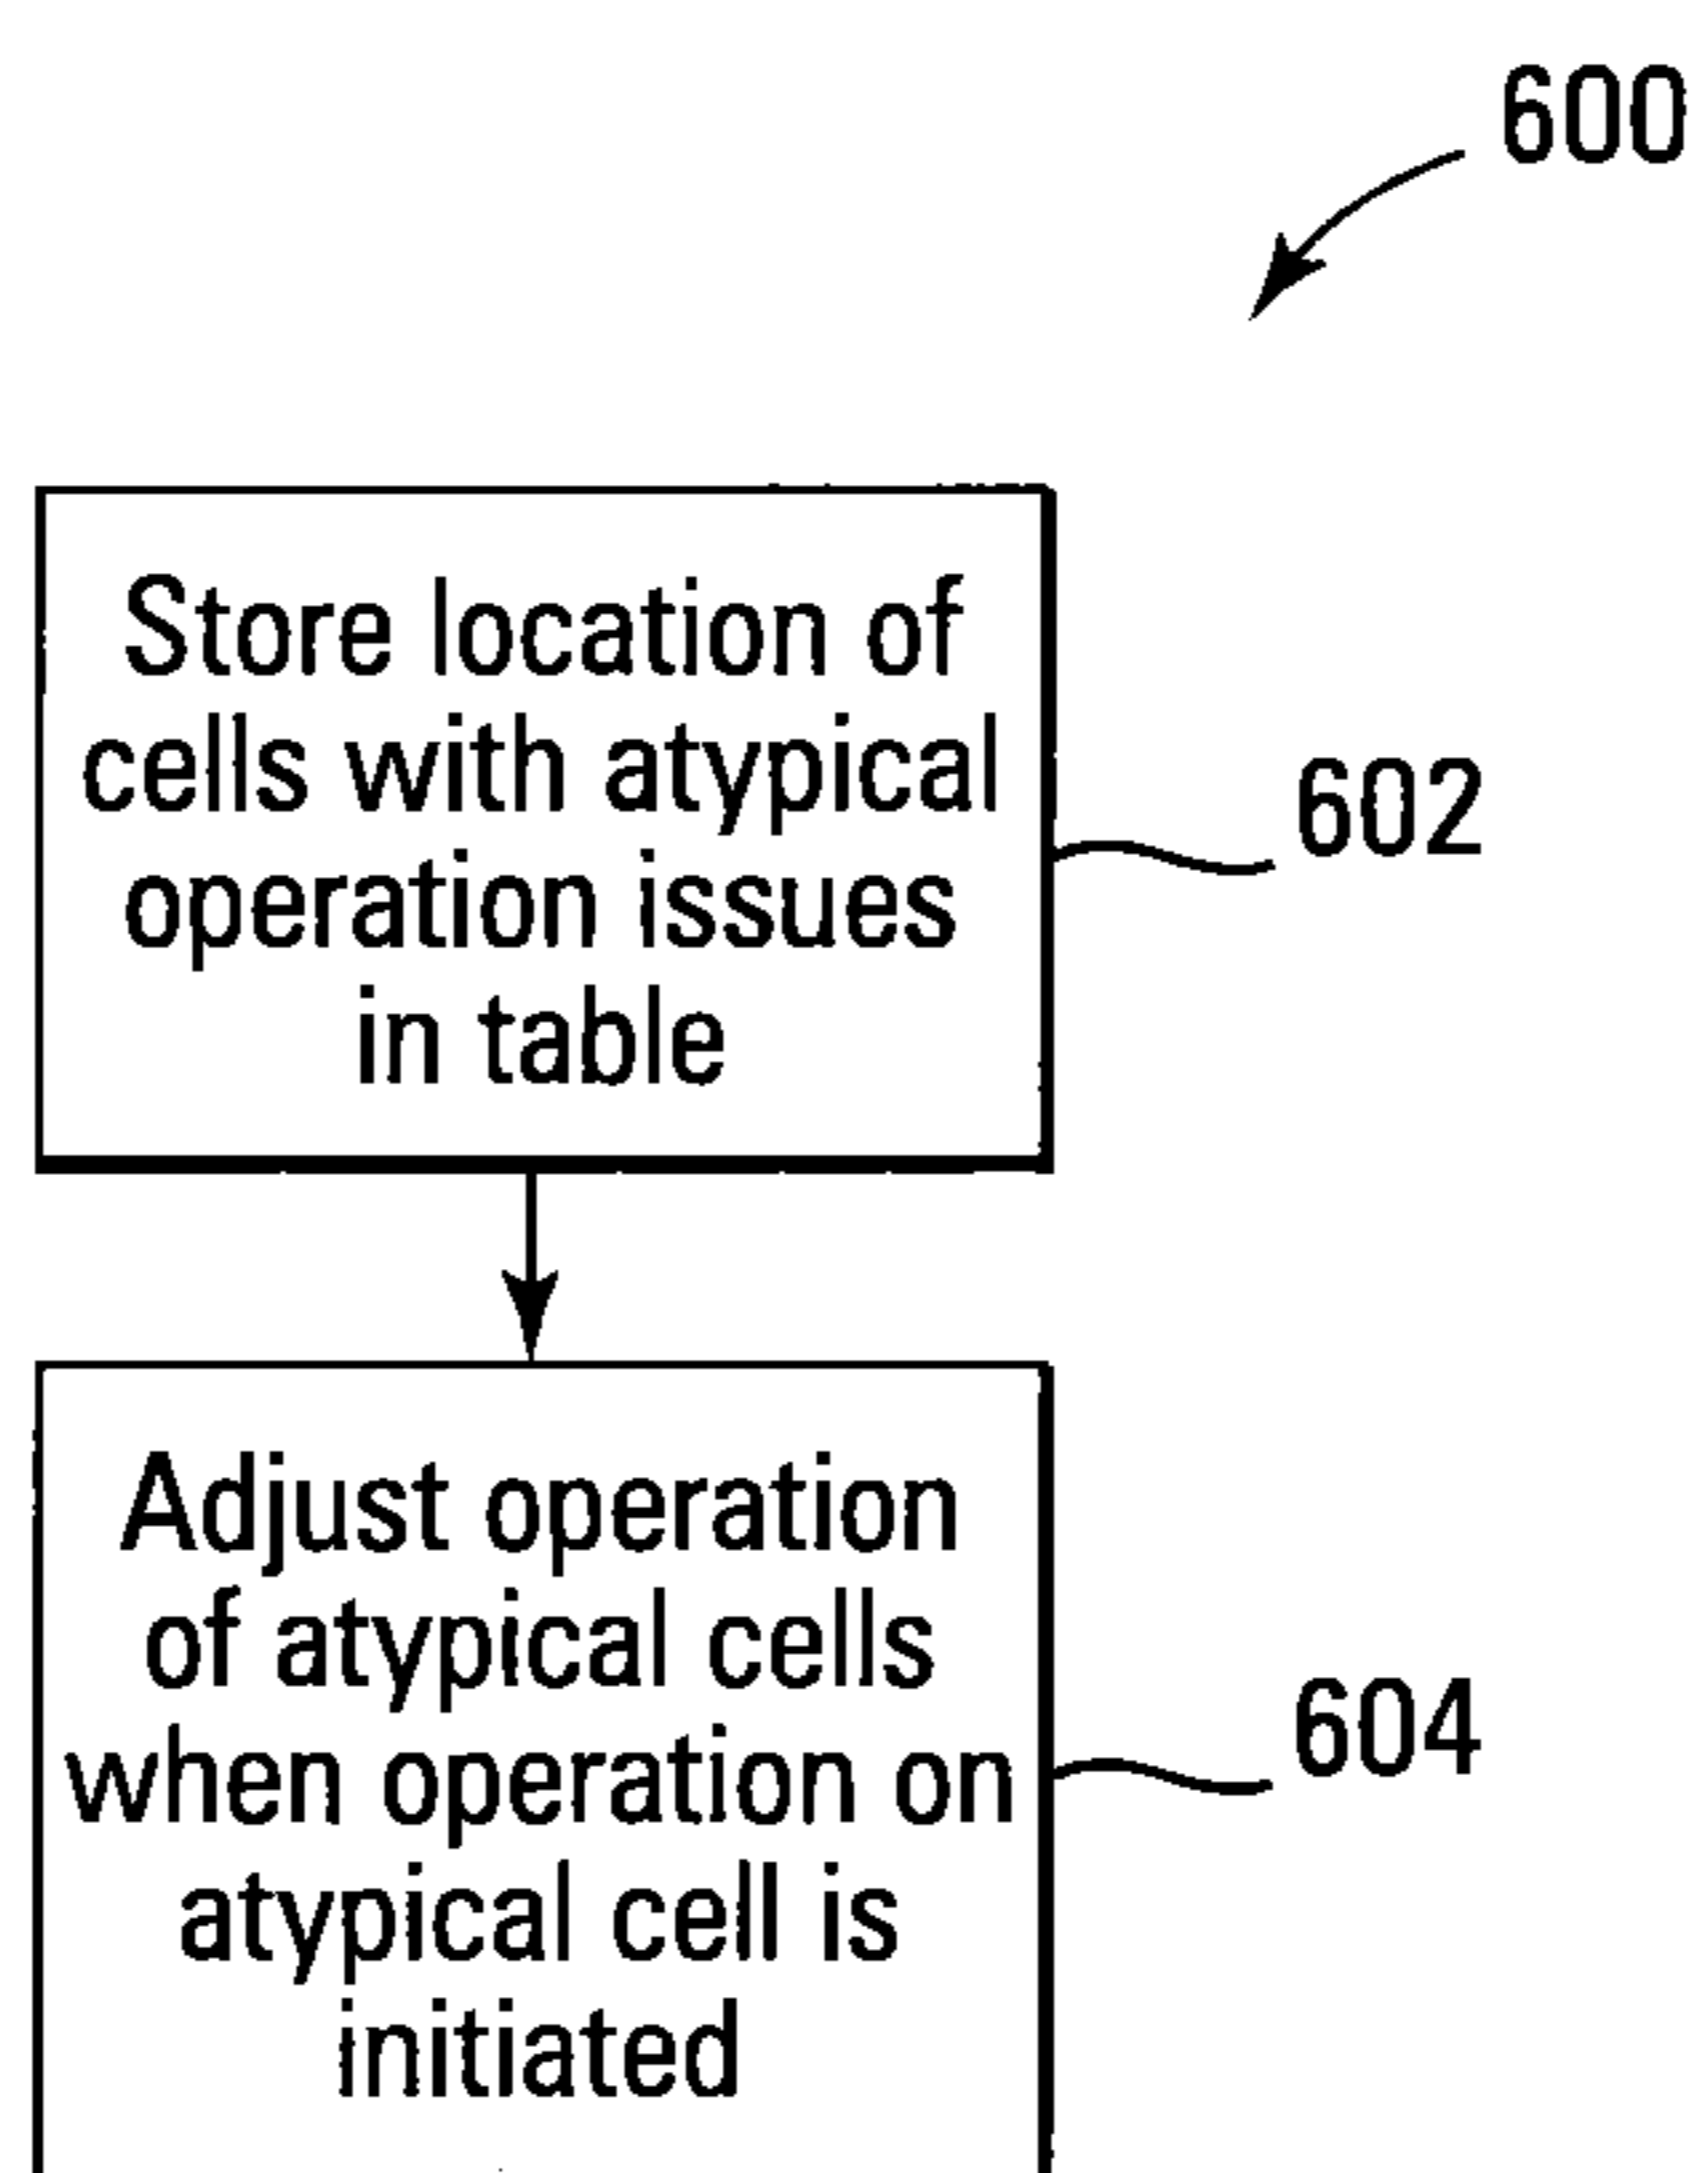 600
Store location of
cells with atypical
operation issues
in table
602
Adjust operation
of atypical cells
when operation on
atypical cell is
initiated
604